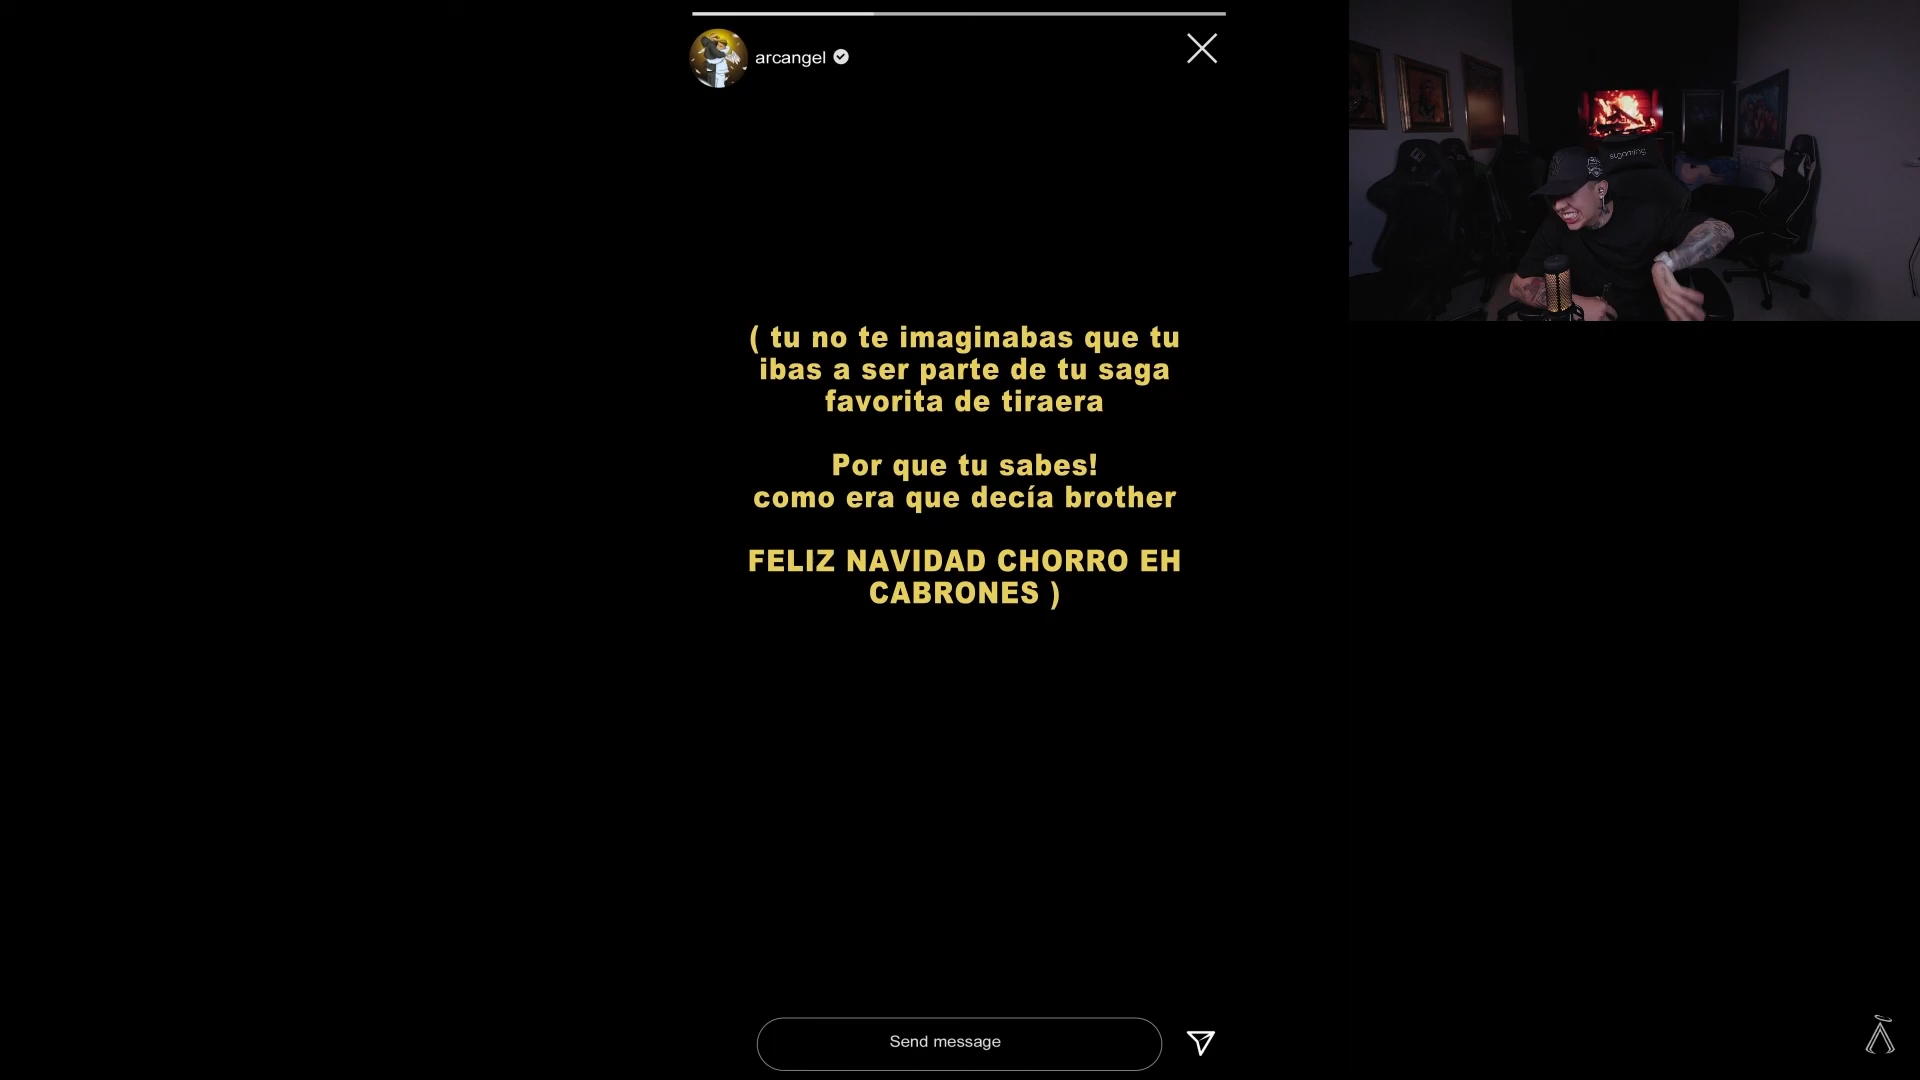 arcangel
( tu no te imaginabas que tu
ibas a ser parte de tu saga
favorita de tiraera
Por que tu sabes!
como era que decía brother
FELIZ NAVIDAD CHORRO EH
CABRONES )
Send message